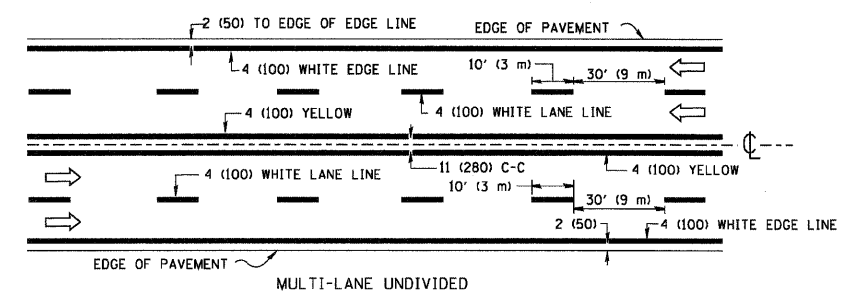 2 (50) TO EDGE OF EDGE LINE
EDGE OF PAVEMENT
4 (100) WHITE EDGE LINE
10' (3 m)
30' (9 m)
4 (100) YELLOW
4 (100) WHITE LANE LINE
CL
4 (100) WHITE LANE LINE
11 (280) C-C
4 (100) YELLOW
10' (3 m)
30' (9 m)
2 (50)
4 (100) WHITE EDGE LINE
EDGE OF PAVEMENT
MULTI-LANE UNDIVIDED